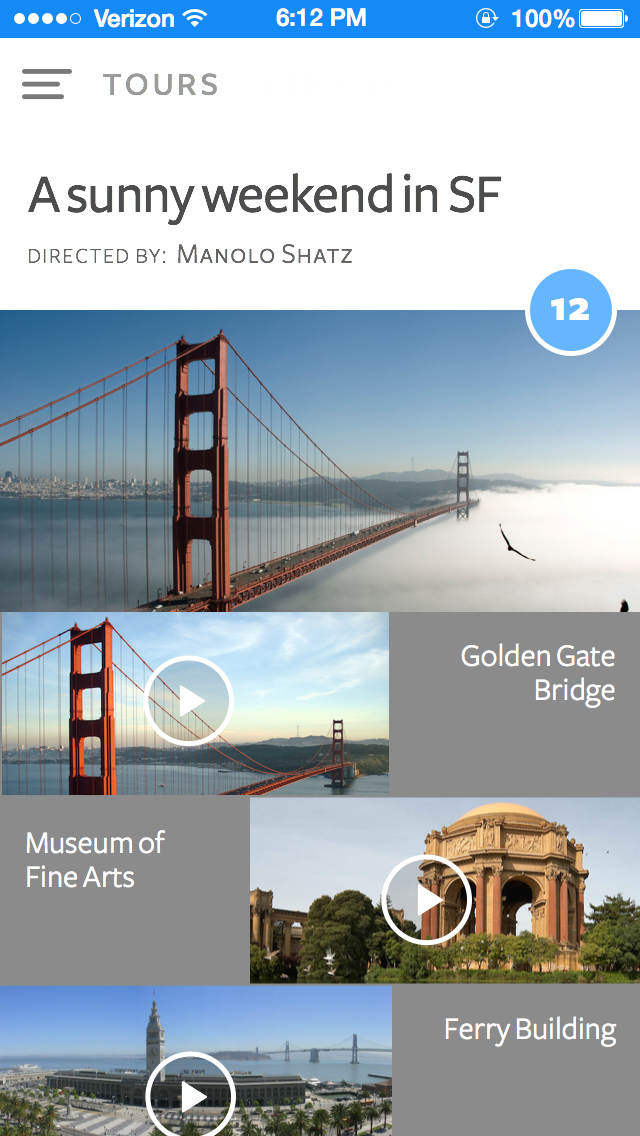 Verizon 6:12 PM 100%
TOURS
A sunny weekend in SF
DIRECTED BY: MANOLO SHATZ
12
Golden Gate
Bridge
Museum of
Fine Arts
Ferry Building